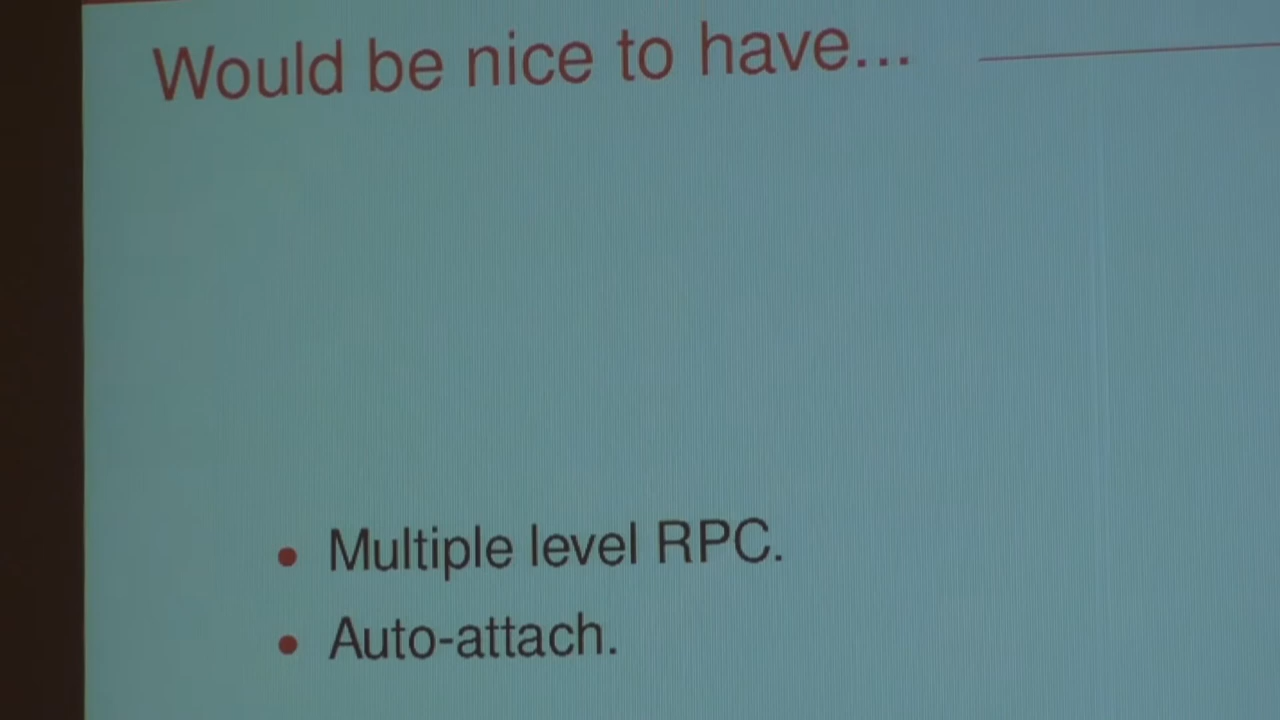 Would be nice to have...
• Multiple level RPC.
• Auto-attach.